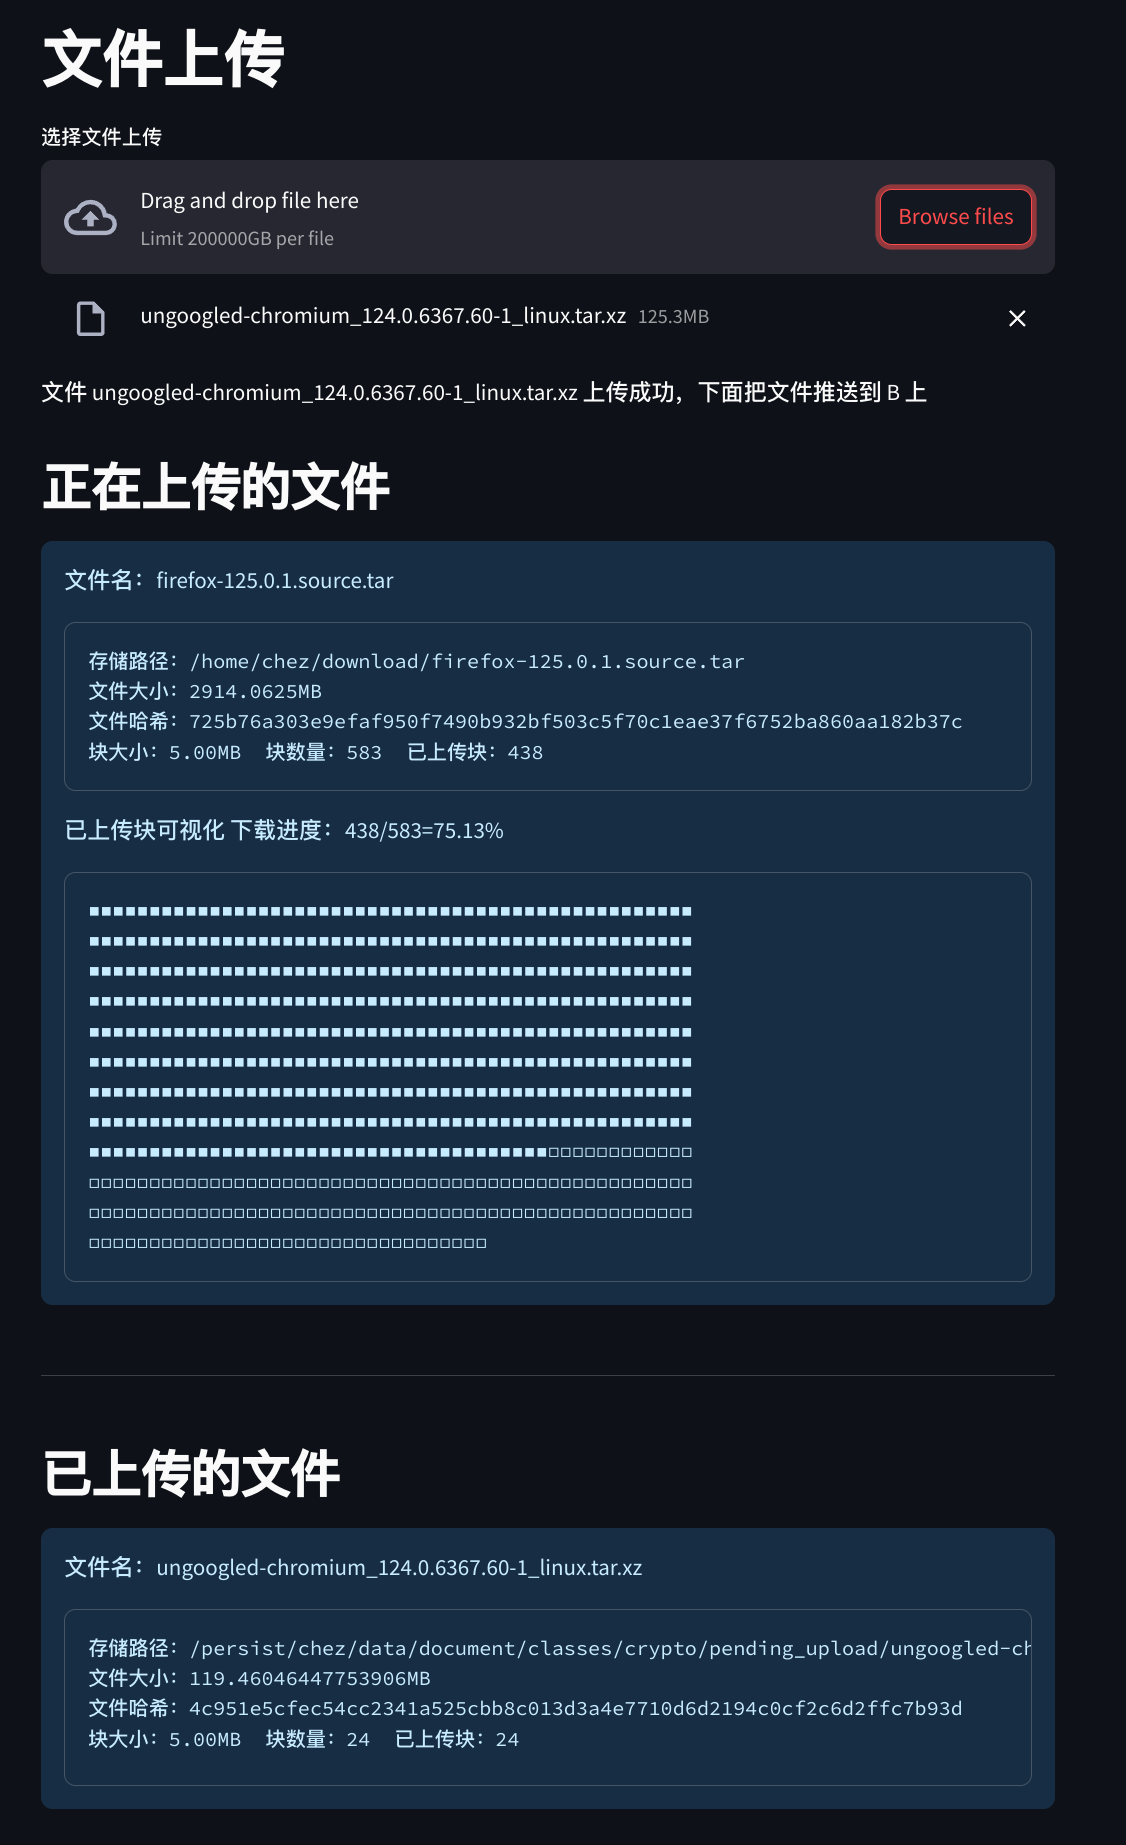 文件上传
选择文件上传
Drag and drop file here
Limit 200000GB per file
Browse files
ungoogled-chromium_124.0.6367.60-1_linux.tar.xz 125.3MB
文件 ungoogled-chromium_124.0.6367.60-1_linux.tar.xz 上传成功，下面把文件推送到 B 上
正在上传的文件
文件名：firefox-125.0.1.source.tar
存储路径：/home/chez/download/firefox-125.0.1.source.tar
文件大小：2914.0625MB
文件哈希：725b76a303e9efaf950f7490b932bf503c5f70c1eae37f6752ba860aa182b37c
块大小：5.00MB 块数量：583 已上传块：438
已上传块可视化 下载进度：438/583=75.13%
已上传的文件
文件名：ungoogled-chromium_124.0.6367.60-1_linux.tar.xz
存储路径：/persist/chez/data/document/classes/crypto/pending_upload/ungoogled-ch
文件大小：119.46046447753906MB
文件哈希：4c951e5cfec54cc2341a525cbb8c013d3a4e7710d6d2194c0cf2c6d2ffc7b93d
块大小：5.00MB 块数量：24 已上传块：24